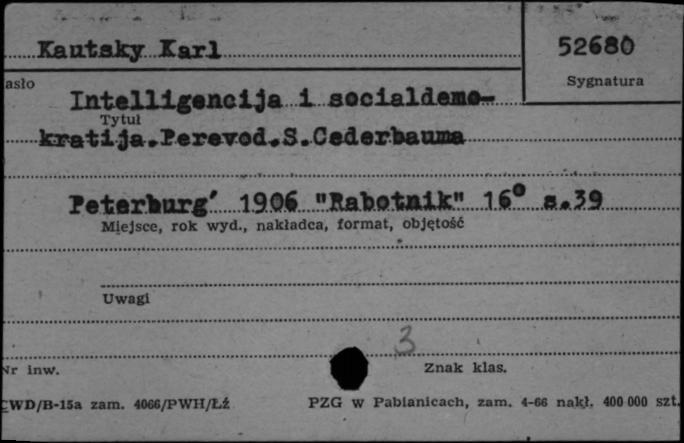 Kautsky Karl
52680
asło
Sygnatura
Intelligencija i socialdemo-
Tytuł
kratija.Perevod.S.Cederbauma
Peterburg' 1906 "Rabotnik" 16° s.39
Miejsce, rok wyd., nakładca, format, objętość
Uwagi
3
Nr inw.
Znak klas.
CWD/B-15a zam. 4066/PWH/Łź
PZG w Pabianicach, zam. 4-66 nakł. 400 000 szt.